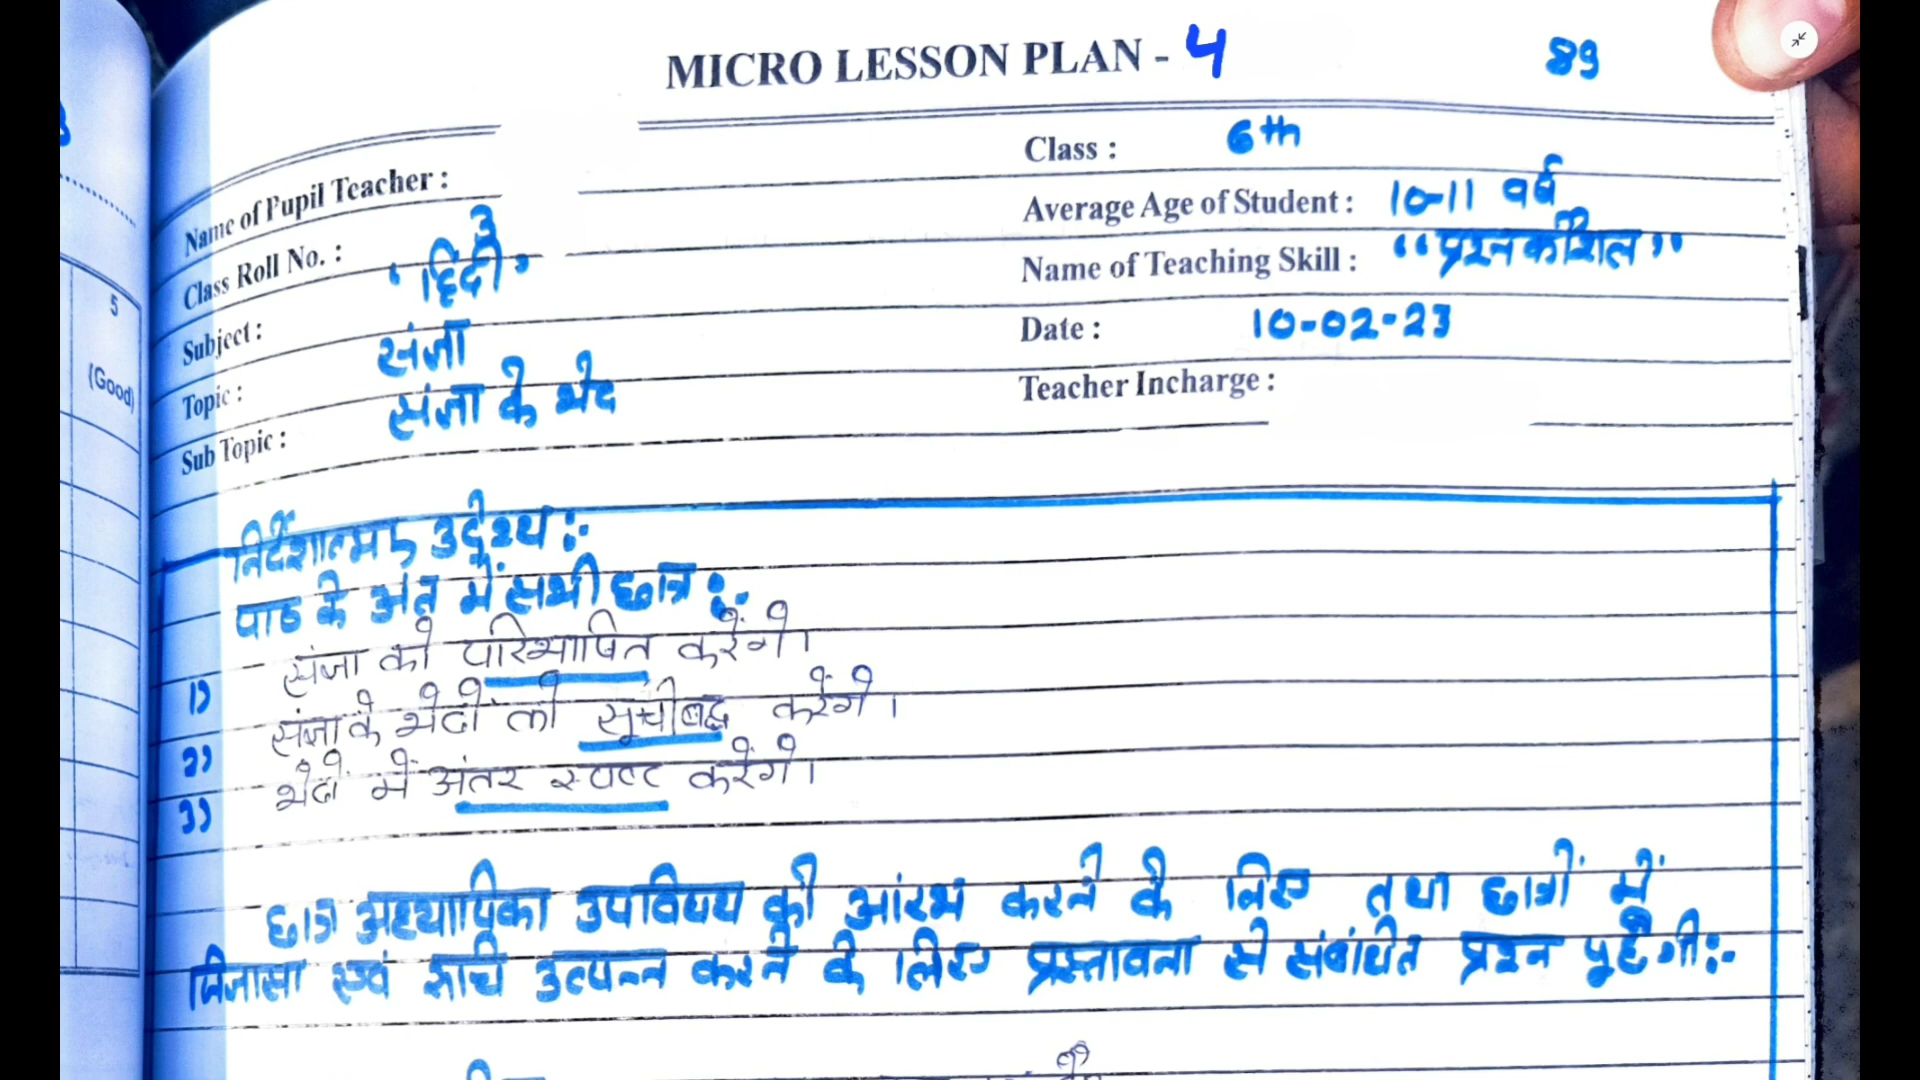 MICRO LESSON PLAN - 4
89
Name of Pupil Teacher :
Class Roll No. : 3
Subject : "हिंदी"
Topic : संज्ञा
Sub Topic : संज्ञा के भेद
Class : 6th
Average Age of Student : 10-11 वर्ष
Name of Teaching Skill : "प्रश्न कौशल"
Date : 10-02-23
Teacher Incharge :
5
(Good)
निर्देशात्मक उद्देश्य :-
पाठ के अंत में सभी छात्र :-
1) संज्ञा को परिभाषित करेंगे।
2) संज्ञा के भेदों को सूचीबद्ध करेंगे।
3) भेदों में अंतर स्पष्ट करेंगे।
छात्र अध्यापिका उपविषय को आंरभ करने के लिए तथा छात्रों में
जिज्ञासा एवं रूचि उत्पन्न करने के लिए प्रस्तावना से संबंधित प्रश्न पूछेगी:-